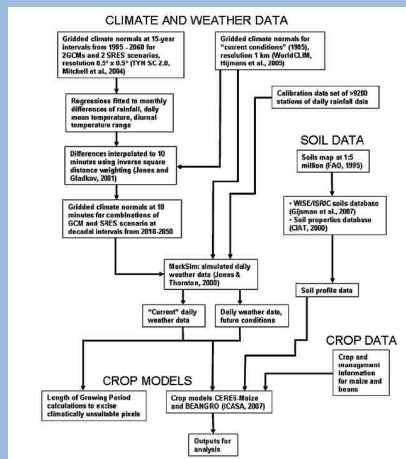 CLIMATE AND WEATHER DATA
Gridded climate normals at 15-year
intervals from 1985 - 2060 for
2GCMs and 2 SRES scenarios,
resolution 0.5° x 0.5° (TYN SC 2.0,
Mitchell et al., 2004)
Gridded climate normals for
"current conditions" (1985),
resolution 1 km (WorldCLIM,
Hijmans et al., 2005)
Regressions fitted to monthly
differences of rainfall, daily
mean temperature, diurnal
temperature range
Calibration data set of >9200
stations of daily rainfall data
Differences interpolated to 10
minutes using inverse square
distance weighting (Jones and
Gladkov, 2001)
SOIL DATA
Soils map at 1:5
million (FAO, 1995)
Gridded climate normals at 10
minutes for combinations of
GCM and SRES scenario at
decadal intervals from 2010-2050
• WISE/ISRIC soils database
(Gijsman et al., 2007)
• Soil properties database
(CIAT, 2000)
MarkSim: simulated daily
weather data (Jones &
Thornton, 2000)
Soil profile data
"Current" daily
weather data
Daily weather data,
future conditions
CROP DATA
Crop and
management
information
for maize and
beans
CROP MODELS
Length of Growing Period
calculations to excise
climatically unsuitable pixels
Crop models CERES-Maize
and BEANGRO (ICASA, 2007)
Outputs for
analysis